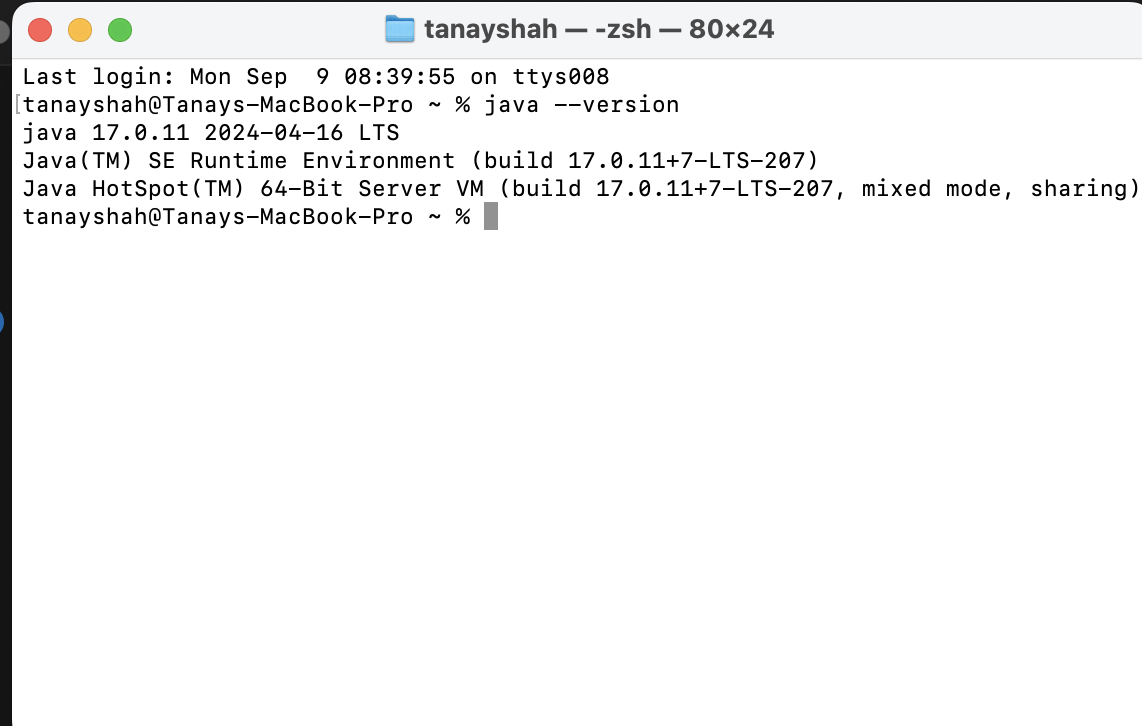 tanayshah — -zsh — 80×24
Last login: Mon Sep  9 08:39:55 on ttys008
[tanayshah@Tanays-MacBook-Pro ~ % java --version
java 17.0.11 2024-04-16 LTS
Java(TM) SE Runtime Environment (build 17.0.11+7-LTS-207)
Java HotSpot(TM) 64-Bit Server VM (build 17.0.11+7-LTS-207, mixed mode, sharing)
tanayshah@Tanays-MacBook-Pro ~ %